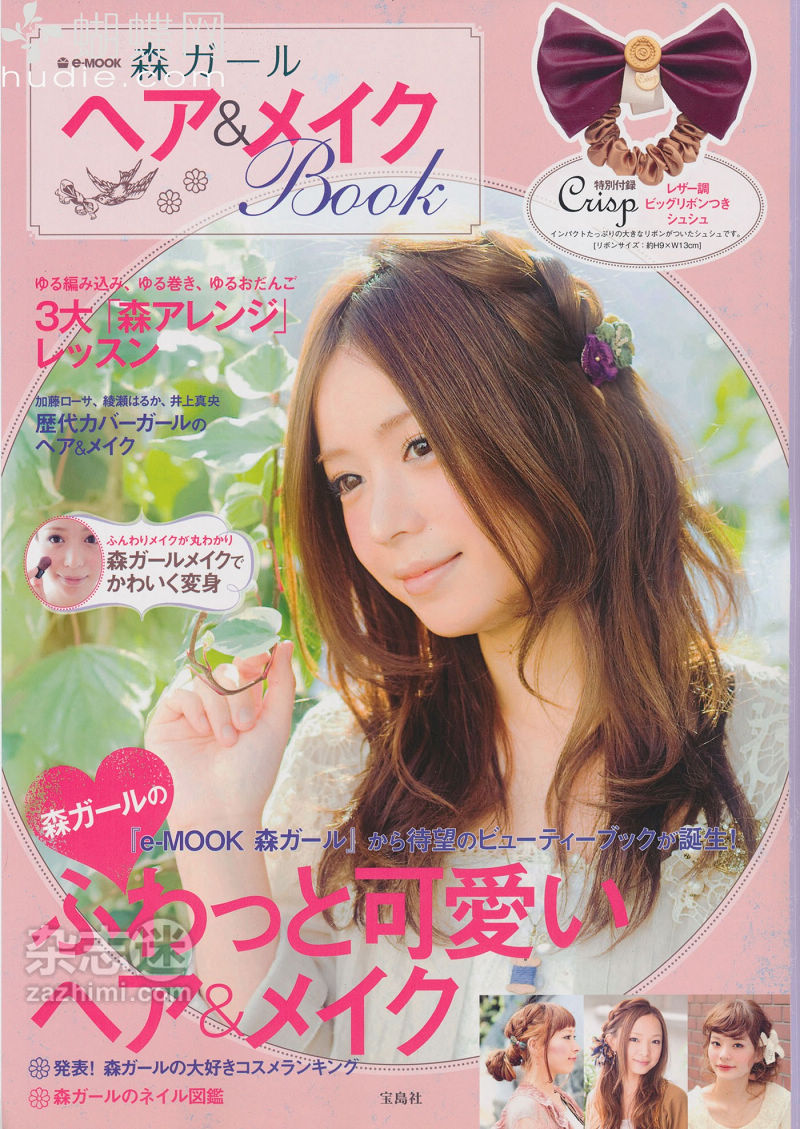 蝴蝶网
hudie.com
e-MOOK 森ガール
ヘア&メイク
Book
特別付録
Crisp
レザー調
ビッグリボンつき
シュシュ
インパクトたっぷりの大きなリボンがついたシュシュです。
[リボンサイズ：約H9×W13cm]
ゆる編み込み、ゆる巻き、ゆるおだんご
3大「森アレンジ」
レッスン
加藤ローサ、綾瀬はるか、井上真央
歴代カバーガールの
ヘア&メイク
ふんわりメイクが丸わかり
森ガールメイクで
かわいく変身
森ガールの
『e-MOOK 森ガール』から待望のビューティーブックが誕生！
ふわっと可愛い
ヘア&メイク
杂志迷
zazhimi.com
発表！ 森ガールの大好きコスメランキング
森ガールのネイル図鑑
宝島社